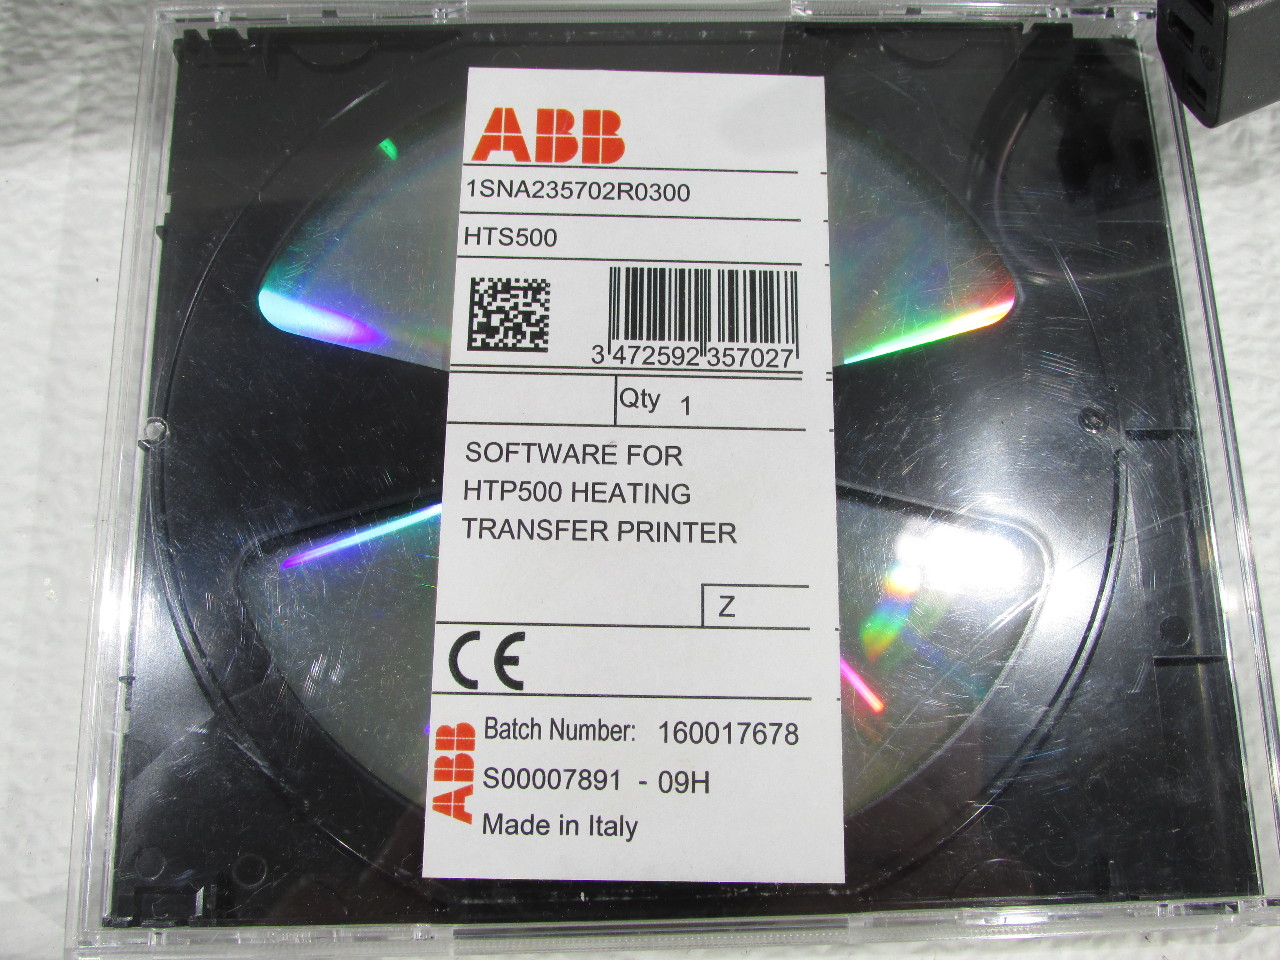 ABB
1SNA235702R0300
HTS500
3 472592 357027
Qty 1
SOFTWARE FOR
HTP500 HEATING
TRANSFER PRINTER
Z
CE
ABB
Batch Number: 160017678
S00007891 - 09H
Made in Italy